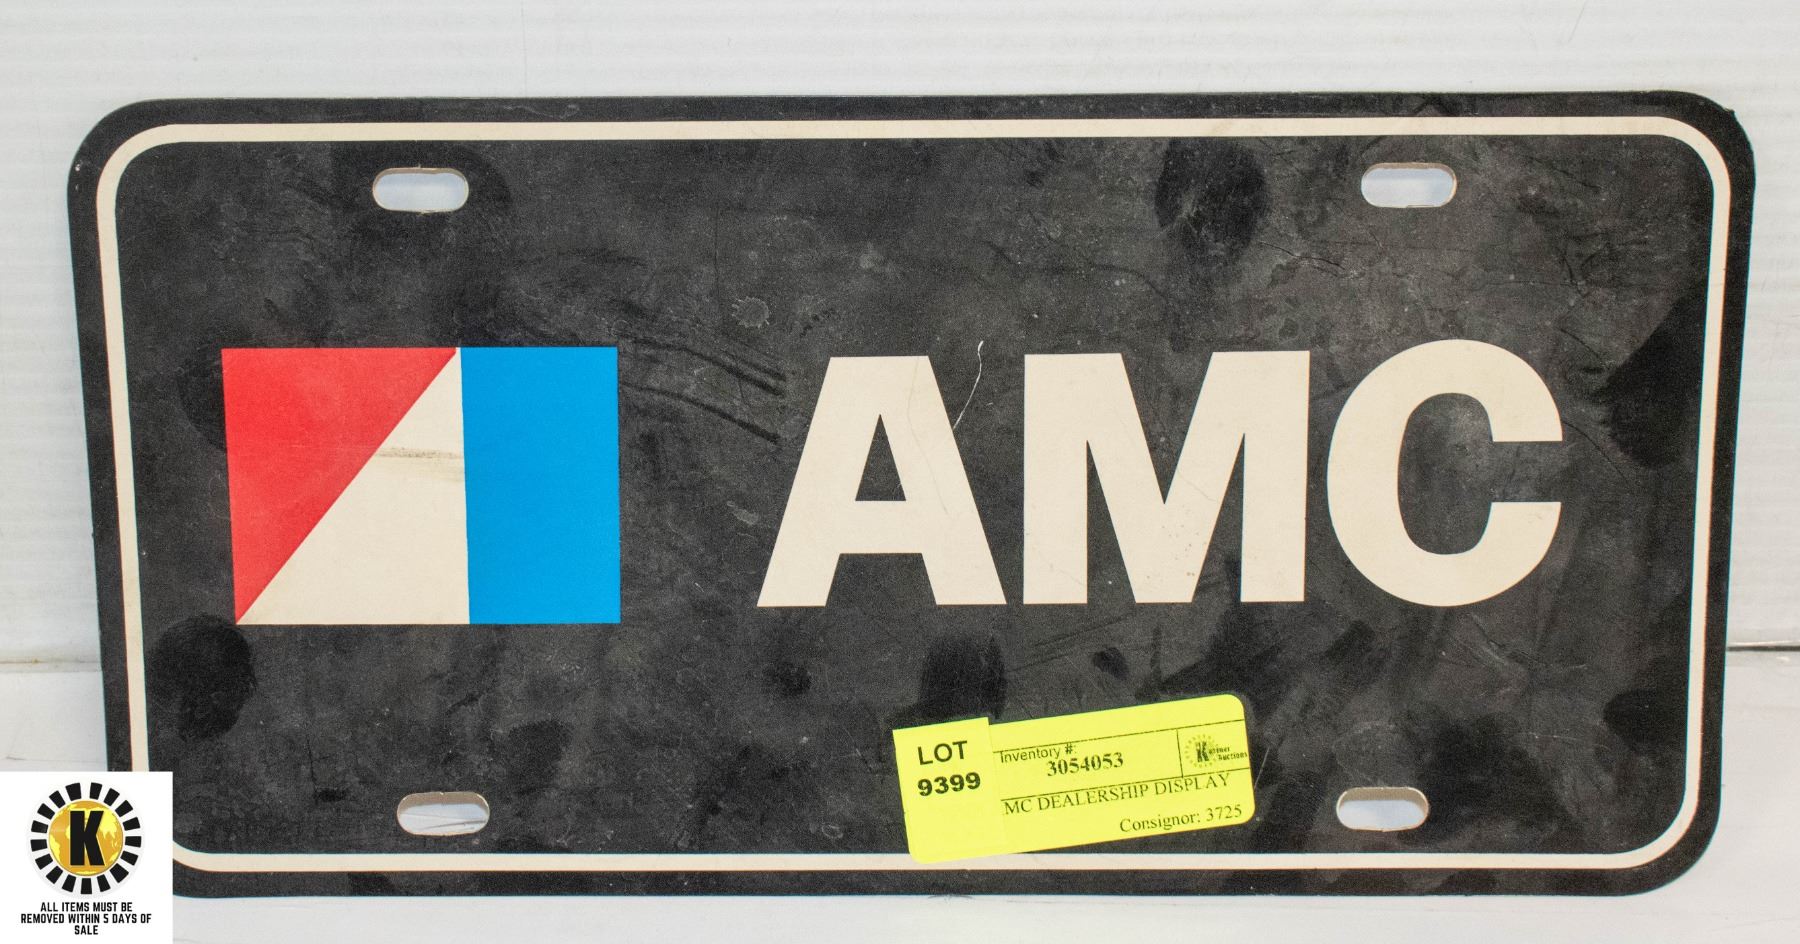 AMC
LOT
9399
Inventory #:
3054053
MC DEALERSHIP DISPLAY
Consignor: 3725
K
ALL ITEMS MUST BE
REMOVED WITHIN 5 DAYS OF
SALE